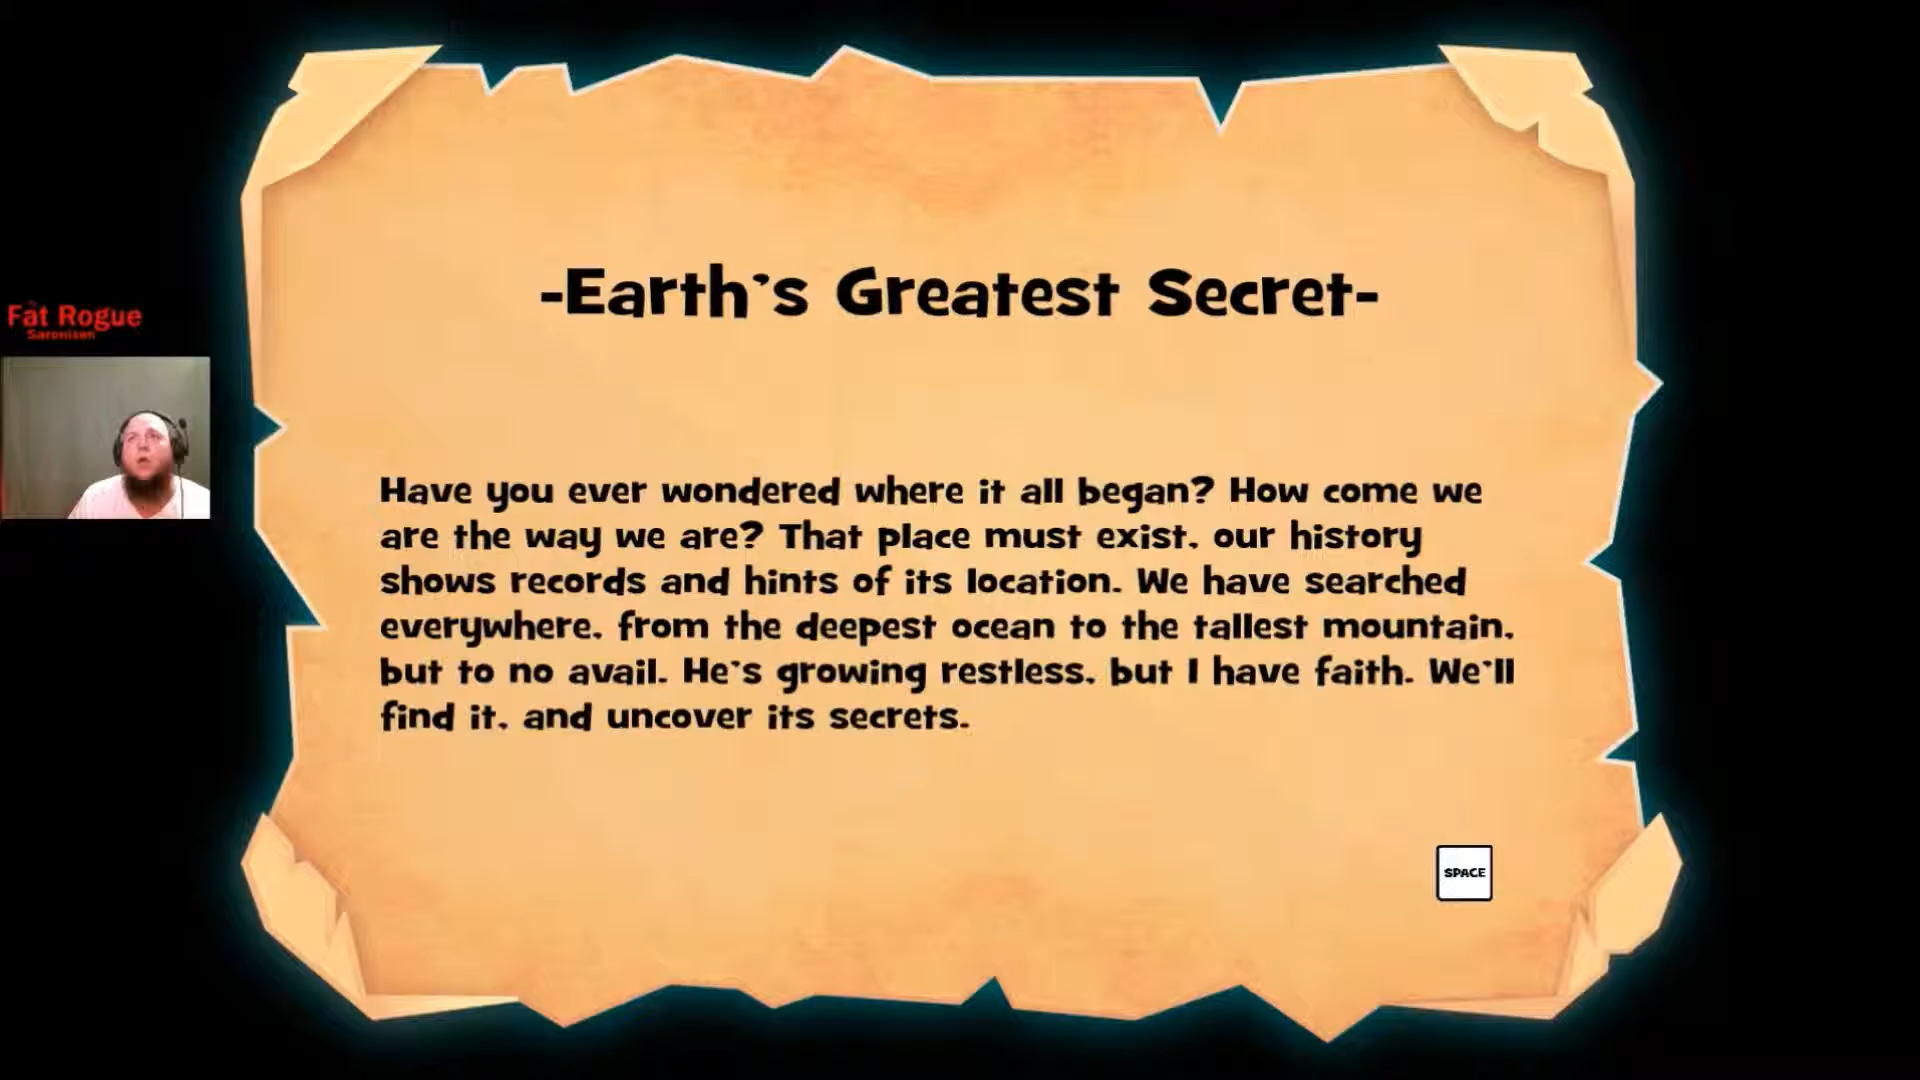 -Earth's Greatest Secret-
Fat Rogue
Saronisen
Have you ever wondered where it all began? How come we
are the way we are? That place must exist, our history
shows records and hints of its location. We have searched
everywhere, from the deepest ocean to the tallest mountain,
but to no avail. He's growing restless, but I have faith. We'll
find it, and uncover its secrets.
SPACE